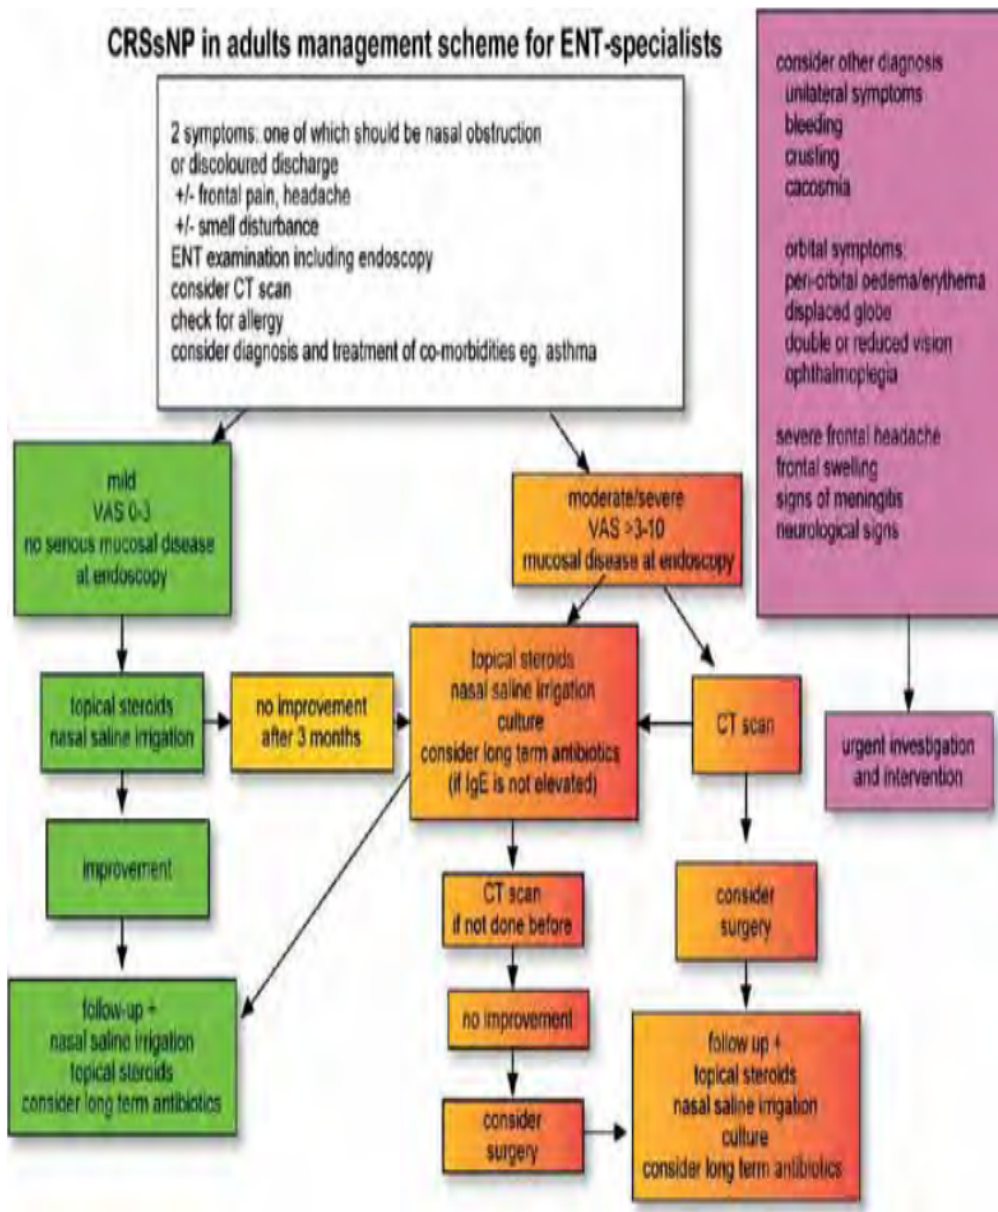 CRSsNP in adults management scheme for ENT-specialists
2 symptoms: one of which should be nasal obstruction
or discoloured discharge
+/- frontal pain, headache
+/- smell disturbance
ENT examination including endoscopy
consider CT scan
check for allergy
consider diagnosis and treatment of co-morbidities eg. asthma
consider other diagnosis
unilateral symptoms
bleeding
crusting
cacosmia
orbital symptoms:
peri-orbital oedema/erythema
displaced globe
double or reduced vision
ophthalmoplegia
severe frontal headache
frontal swelling
signs of meningitis
neurological signs
mild
VAS 0-3
no serious mucosal disease
at endoscopy
moderate/severe
VAS >3-10
mucosal disease at endoscopy
topical steroids
nasal saline irrigation
no improvement
after 3 months
topical steroids
nasal saline irrigation
culture
consider long term antibiotics
(if IgE is not elevated)
CT scan
urgent investigation
and intervention
improvement
CT scan
if not done before
consider
surgery
follow-up +
nasal saline irrigation
topical steroids
consider long term antibiotics
no improvement
consider
surgery
follow up +
topical steroids
nasal saline irrigation
culture
consider long term antibiotics